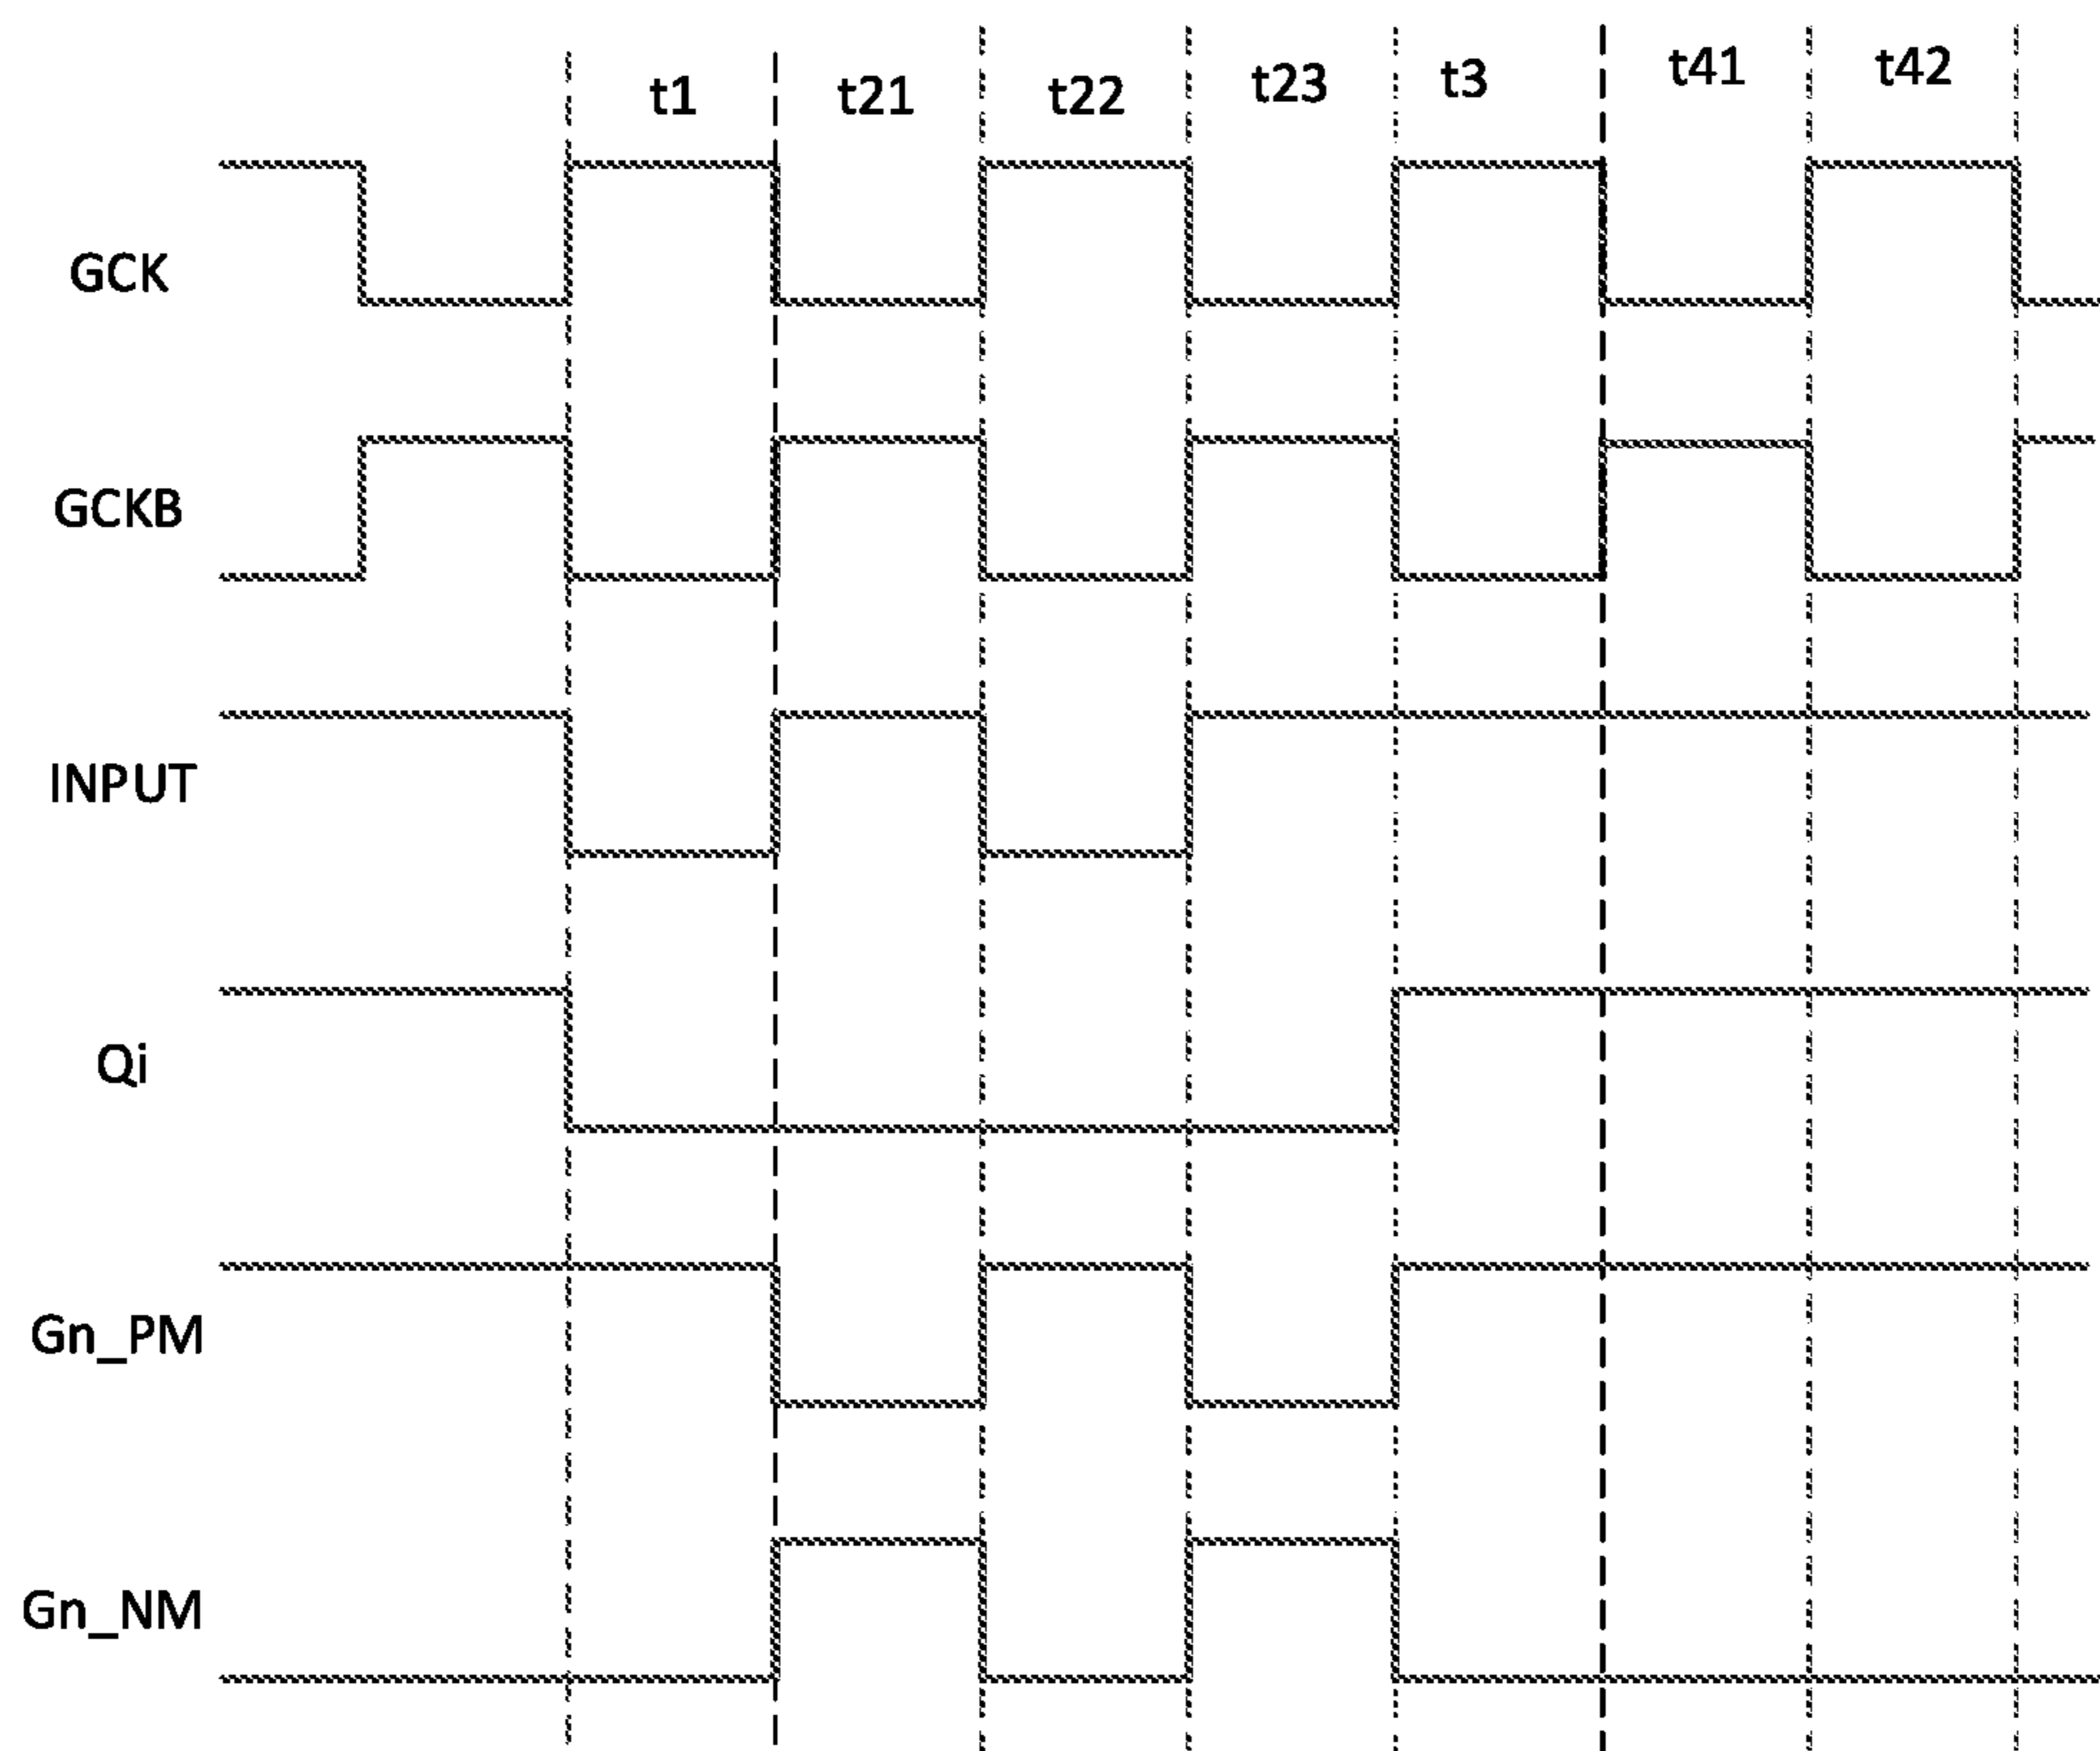 t1 t21 t22 t23 t3 t41 t42
GCK
GCKB
INPUT
Qi
Gn_PM
Gn_NM